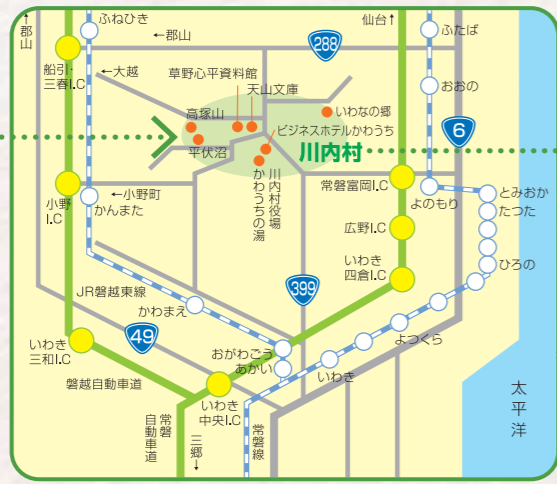 ↑郡山
ふねひき
←郡山
仙台↑
ふたば
288
船引・
三春I.C
←大越
草野心平資料館
天山文庫
おおの
高塚山
いわなの郷
ビジネスホテルかわうち
6
平伏沼
川内村
川内村役場
かわうちの湯
常磐富岡I.C
小野
I.C
←小野町
かんまた
よのもり
とみおか
たつた
広野I.C
いわき
四倉I.C
ひろの
JR磐越東線
399
かわまえ
49
いわき
三和I.C
おがわごう
あかい
よつくら
いわき
磐越自動車道
いわき
中央I.C
太平洋
常磐
自動車道
三郷↓
常磐線